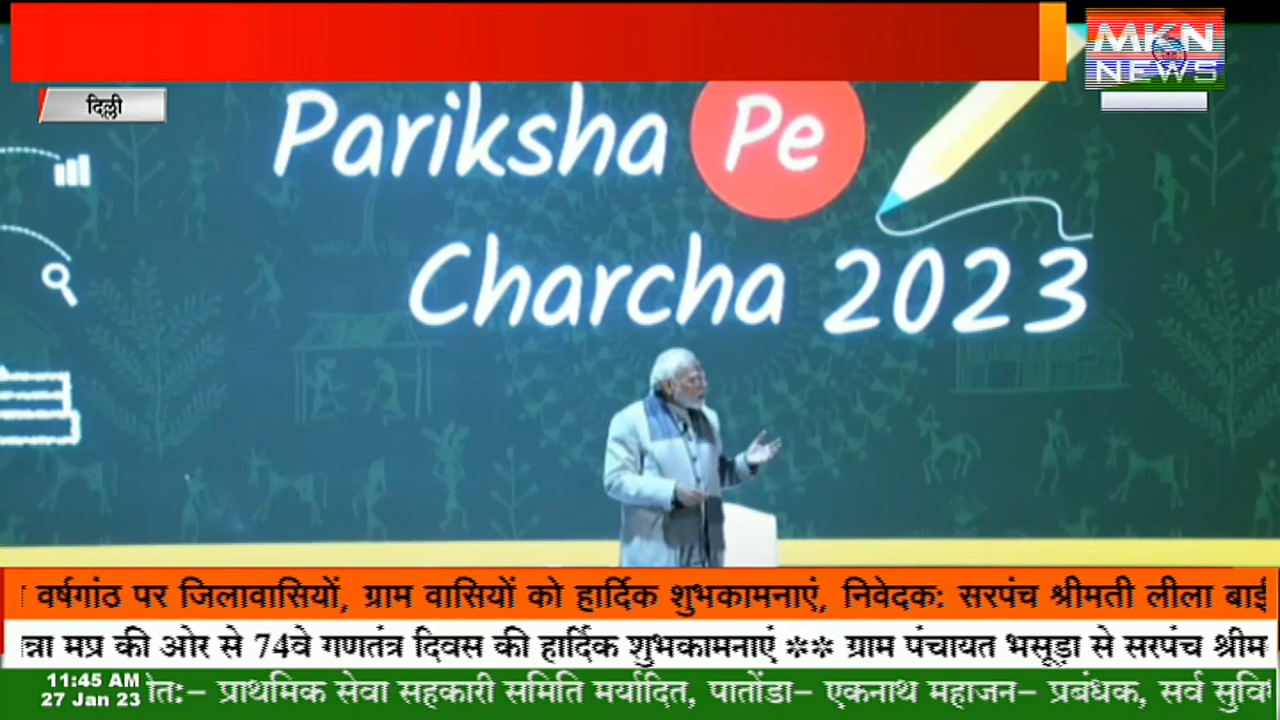 MKN
NEWS
दिल्ली
Pariksha Pe
Charcha 2023
वर्षगांठ पर जिलावासियों, ग्राम वासियों को हार्दिक शुभकामनाएं, निवेदक: सरपंच श्रीमती लीला बाई
न्ना मप्र की ओर से 74वे गणतंत्र दिवस की हार्दिक शुभकामनाएं ** ग्राम पंचायत भसूड़ा से सरपंच श्रीम
11:45 AM
27 Jan 23
ोत:– प्राथमिक सेवा सहकारी समिति मर्यादित, पातोंडा– एकनाथ महाजन– प्रबंधक, सर्व सुवि